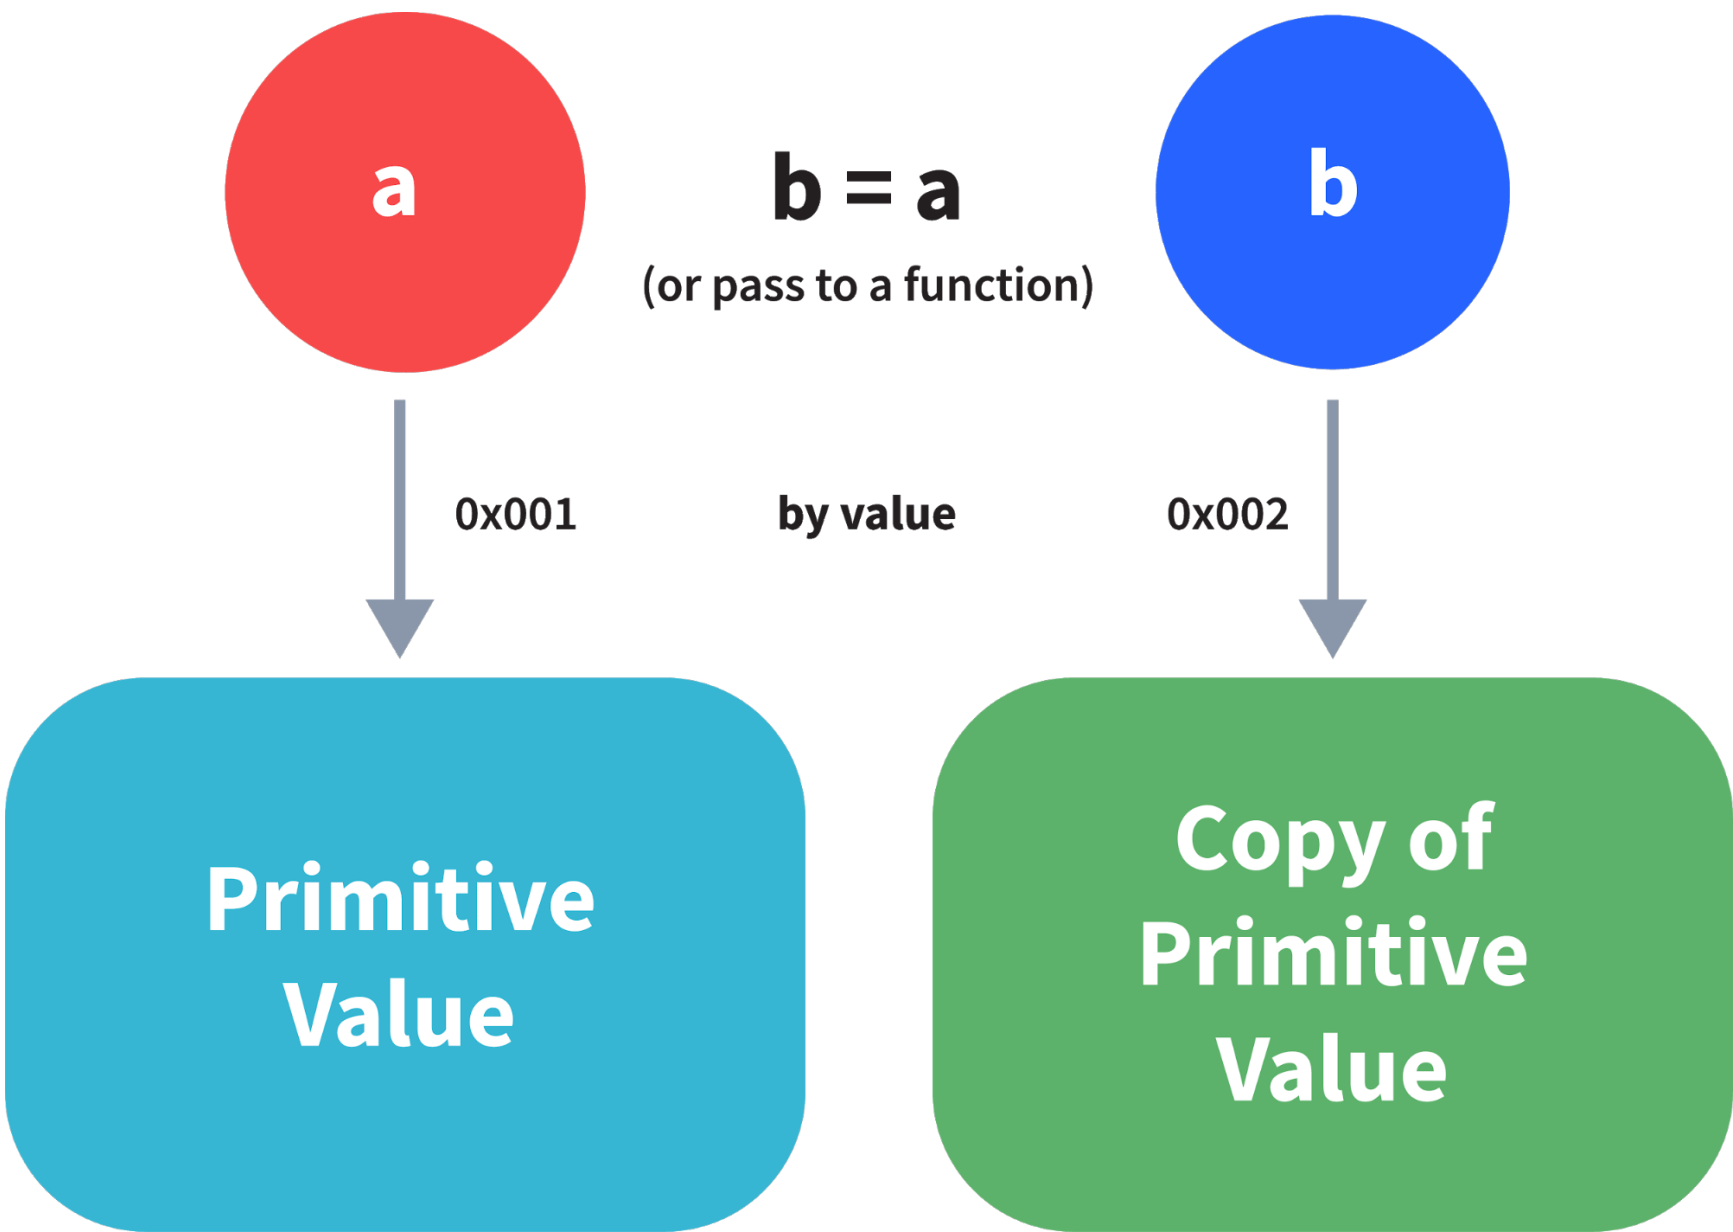 a
b = a
b
(or pass to a function)
0x001
by value
0x002
Primitive
Value
Copy of
Primitive
Value